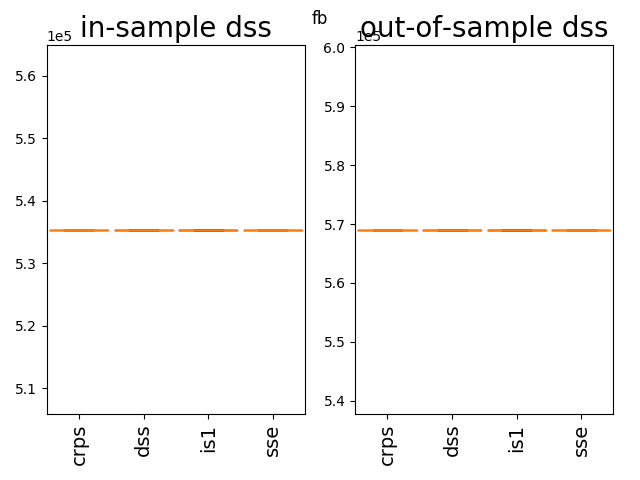 fb
in-sample dss
1e5
5.6
5.5
5.4
5.3
5.2
5.1
crps
dss
is1
sse
out-of-sample dss
1e5
6.0
5.9
5.8
5.7
5.6
5.5
5.4
crps
dss
is1
sse